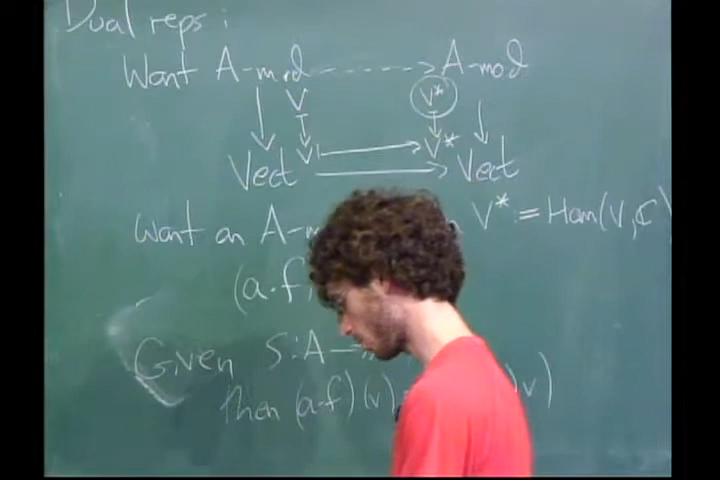 Dual reps:
Want A-mod ----> A-mod
V V*
V V*
Vect → Vect
Want an A- V* := Hom(V, ℂ)
(a·f)
Given S: A →
then (a·f)(v) v)